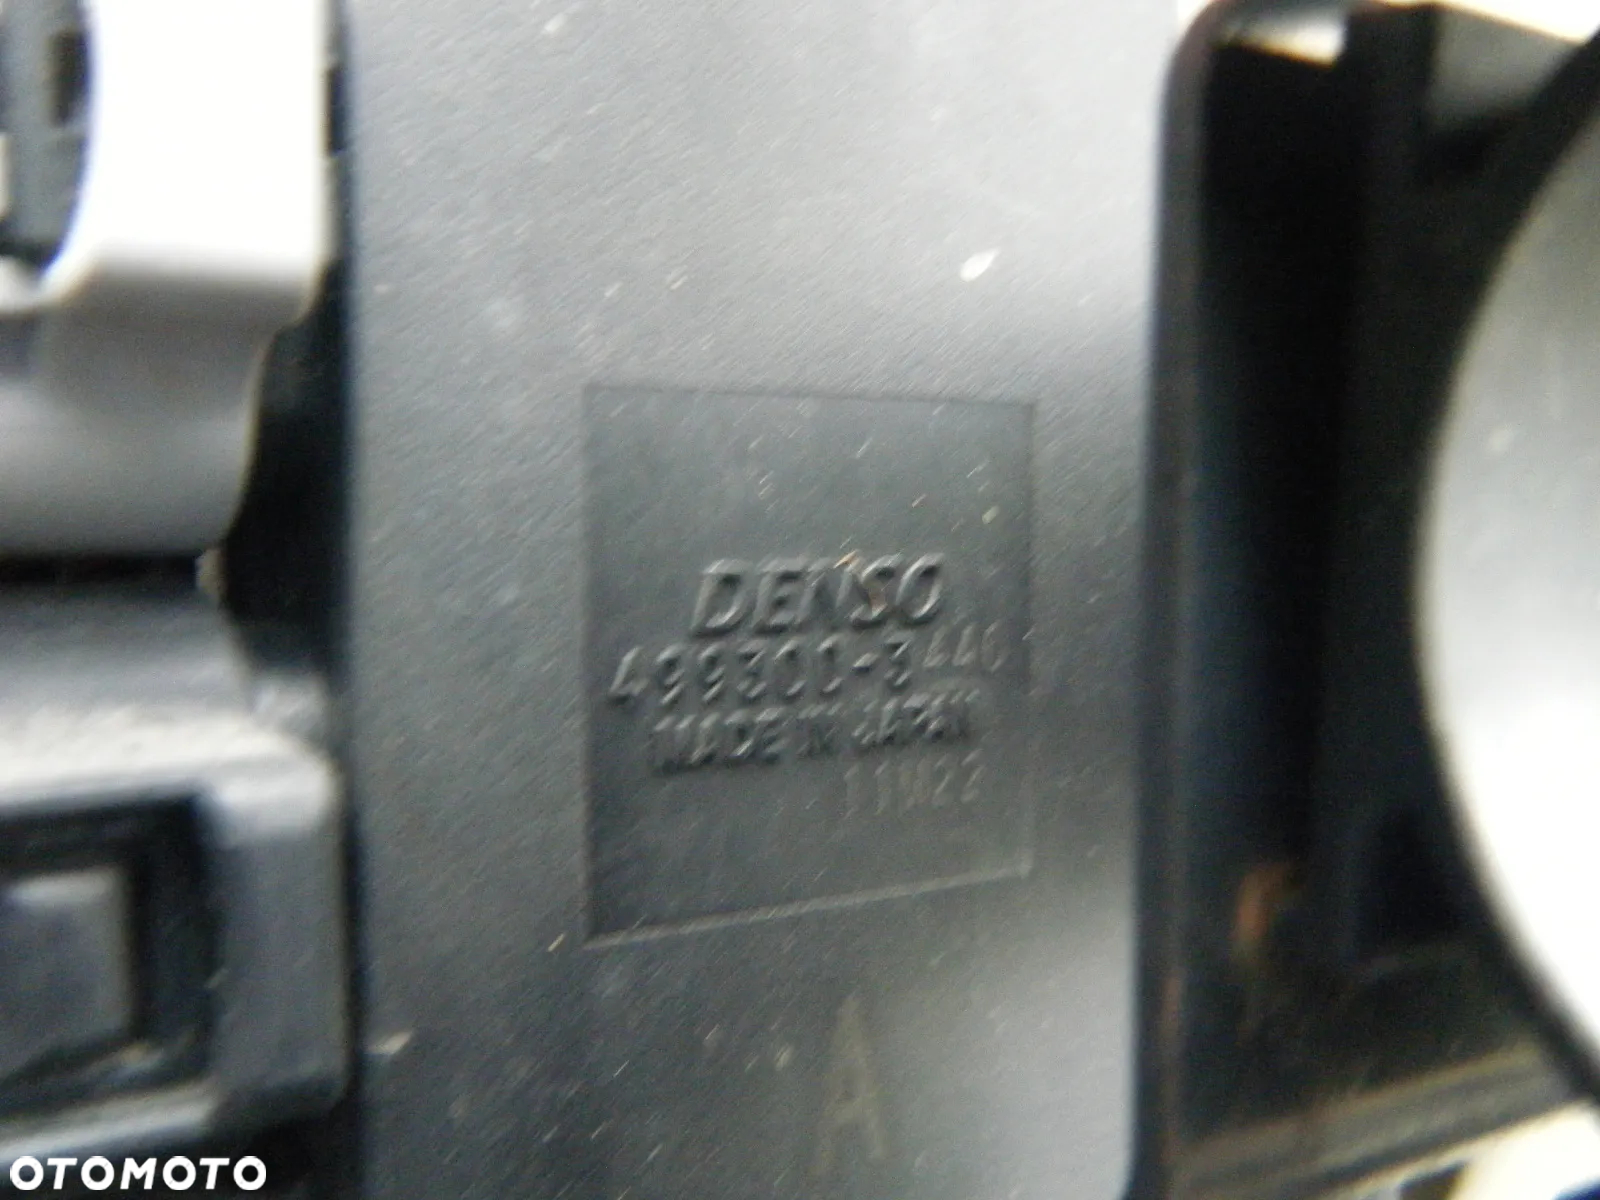 DENSO
499300-3440
MADE IN JAPAN
11M22
A
OTOMOTO